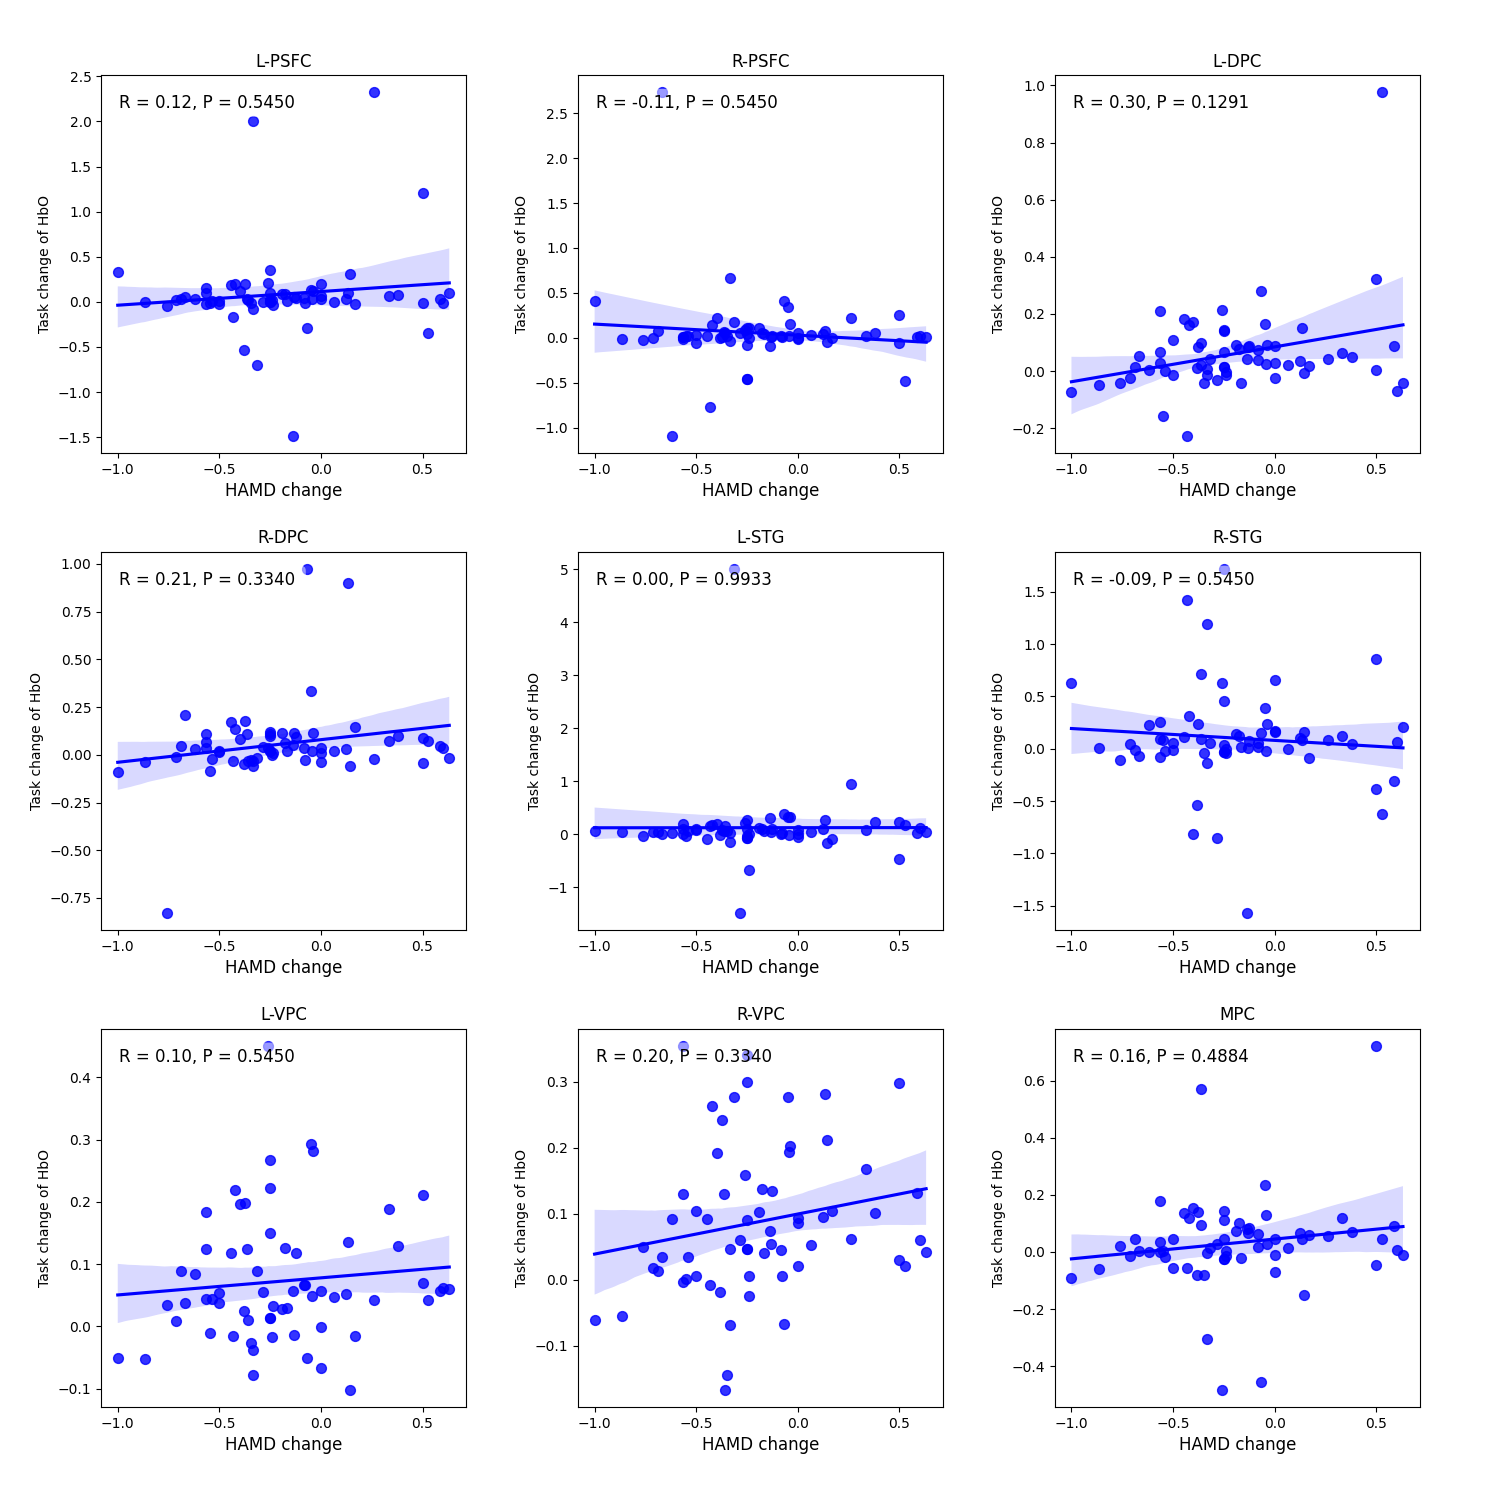 L-PSFC
R = 0.12, P = 0.5450
2.5
2.0
1.5
1.0
0.5
0.0
−0.5
−1.0
−1.5
Task change of HbO
−1.0 −0.5 0.0 0.5
HAMD change
R-PSFC
R = -0.11, P = 0.5450
2.5
2.0
1.5
1.0
0.5
0.0
−0.5
−1.0
Task change of HbO
−1.0 −0.5 0.0 0.5
HAMD change
L-DPC
R = 0.30, P = 0.1291
1.0
0.8
0.6
0.4
0.2
0.0
−0.2
Task change of HbO
−1.0 −0.5 0.0 0.5
HAMD change
R-DPC
R = 0.21, P = 0.3340
1.00
0.75
0.50
0.25
0.00
−0.25
−0.50
−0.75
Task change of HbO
−1.0 −0.5 0.0 0.5
HAMD change
L-STG
R = 0.00, P = 0.9933
5
4
3
2
1
0
−1
Task change of HbO
−1.0 −0.5 0.0 0.5
HAMD change
R-STG
R = -0.09, P = 0.5450
1.5
1.0
0.5
0.0
−0.5
−1.0
−1.5
Task change of HbO
−1.0 −0.5 0.0 0.5
HAMD change
L-VPC
R = 0.10, P = 0.5450
0.4
0.3
0.2
0.1
0.0
−0.1
Task change of HbO
−1.0 −0.5 0.0 0.5
HAMD change
R-VPC
R = 0.20, P = 0.3340
0.3
0.2
0.1
0.0
−0.1
Task change of HbO
−1.0 −0.5 0.0 0.5
HAMD change
MPC
R = 0.16, P = 0.4884
0.6
0.4
0.2
0.0
−0.2
−0.4
Task change of HbO
−1.0 −0.5 0.0 0.5
HAMD change